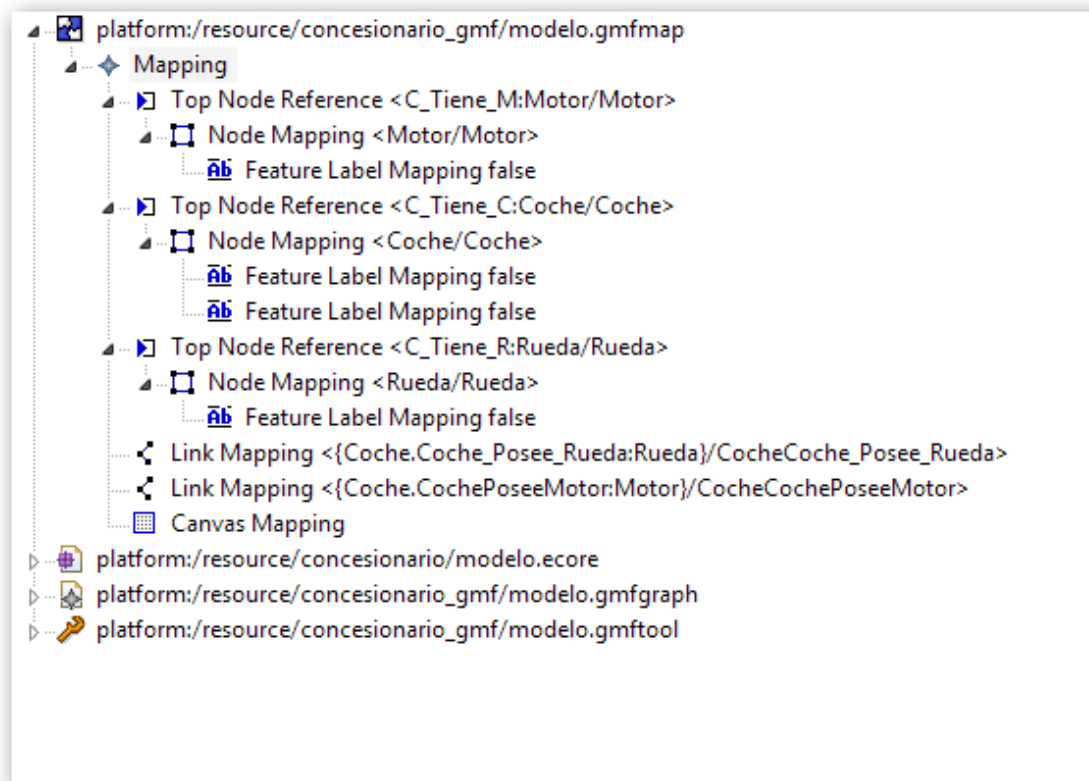 platform:/resource/concesionario_gmf/modelo.gmfmap
Mapping
Top Node Reference <C_Tiene_M:Motor/Motor>
Node Mapping <Motor/Motor>
Ab Feature Label Mapping false
Top Node Reference <C_Tiene_C:Coche/Coche>
Node Mapping <Coche/Coche>
Ab Feature Label Mapping false
Ab Feature Label Mapping false
Top Node Reference <C_Tiene_R:Rueda/Rueda>
Node Mapping <Rueda/Rueda>
Ab Feature Label Mapping false
Link Mapping <{Coche.Coche_Posee_Rueda:Rueda}/CocheCoche_Posee_Rueda>
Link Mapping <{Coche.CochePoseeMotor:Motor}/CocheCochePoseeMotor>
Canvas Mapping
platform:/resource/concesionario/modelo.ecore
platform:/resource/concesionario_gmf/modelo.gmfgraph
platform:/resource/concesionario_gmf/modelo.gmftool